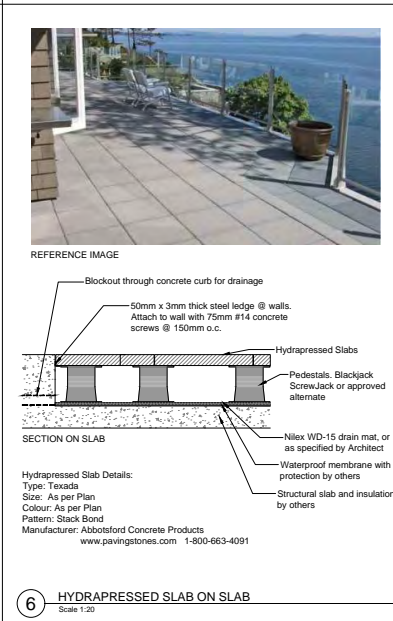 REFERENCE IMAGE
Blockout through concrete curb for drainage
50mm x 3mm thick steel ledge @ walls.
Attach to wall with 75mm #14 concrete
screws @ 150mm o.c.
Hydrapressed Slabs
Pedestals. Blackjack
ScrewJack or approved
alternate
SECTION ON SLAB
Nilex WD-15 drain mat, or
as specified by Architect
Waterproof membrane with
protection by others
Structural slab and insulation
by others
Hydrapressed Slab Details:
Type: Texada
Size: As per Plan
Colour: As per Plan
Pattern: Stack Bond
Manufacturer: Abbotsford Concrete Products
www.pavingstones.com 1-800-663-4091
6 HYDRAPRESSED SLAB ON SLAB
Scale 1:20